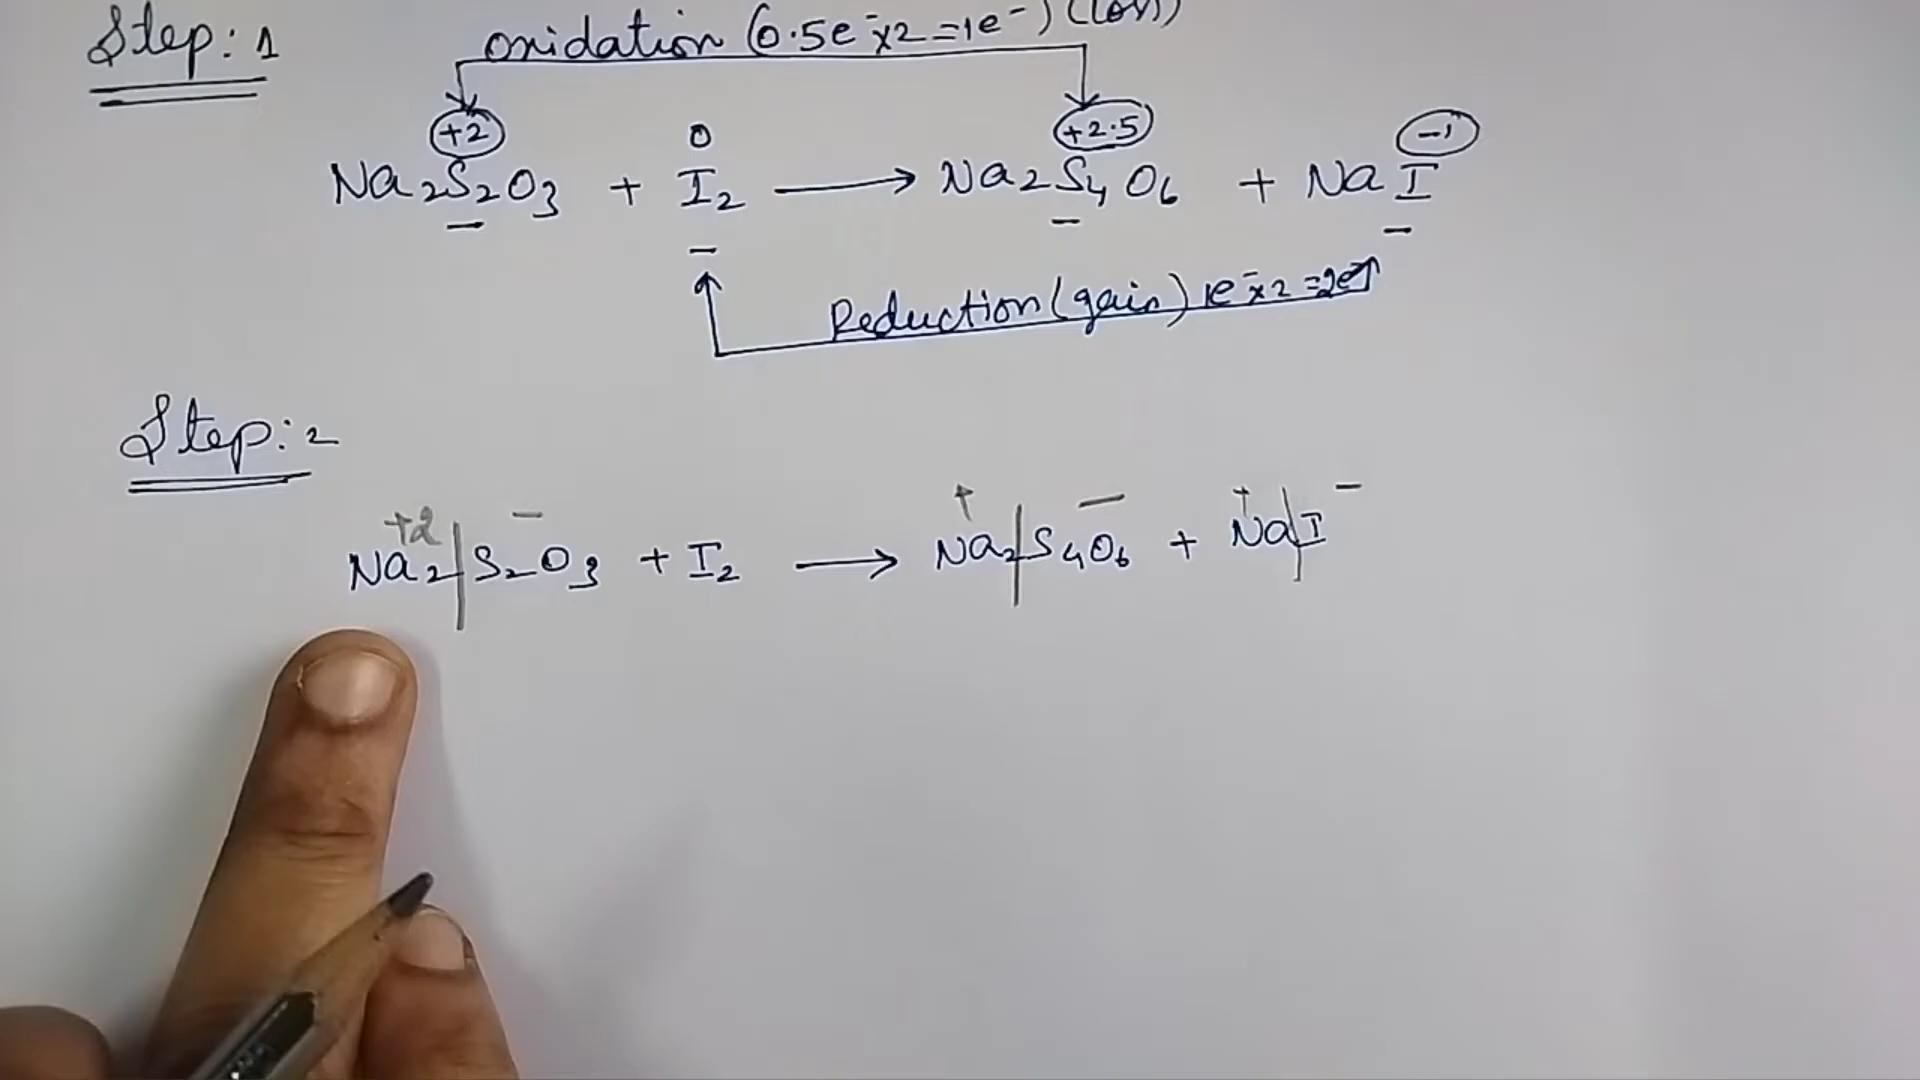 Step: 1
oxidation (0.5e⁻x2=1e⁻)
+2 0 +2.5 -1
Na₂S₂O₃ + I₂ → Na₂S₄O₆ + NaI
Reduction (gain) 1e⁻x2=2e⁻
Step: 2
+2 - + - + -
Na₂|S₂O₃ + I₂ → Na₂|S₄O₆ + Na|I